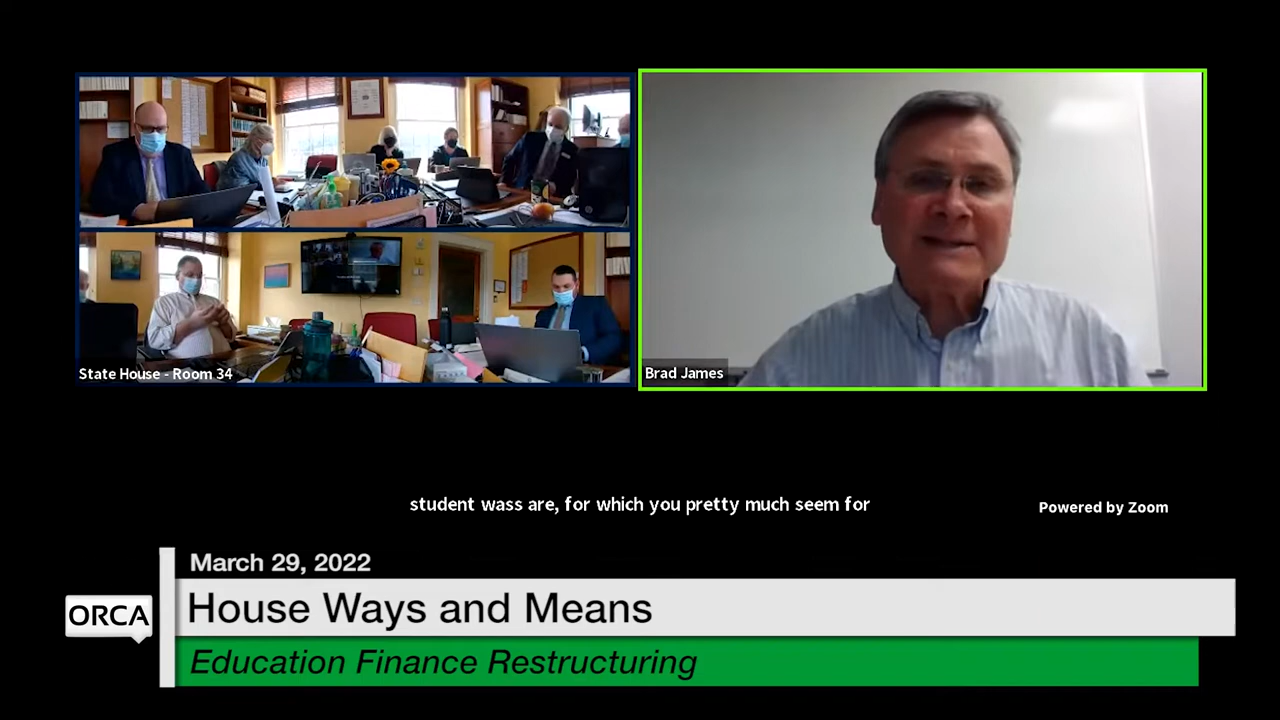 State House - Room 34
Brad James
student wass are, for which you pretty much seem for
Powered by Zoom
March 29, 2022
ORCA
House Ways and Means
Education Finance Restructuring